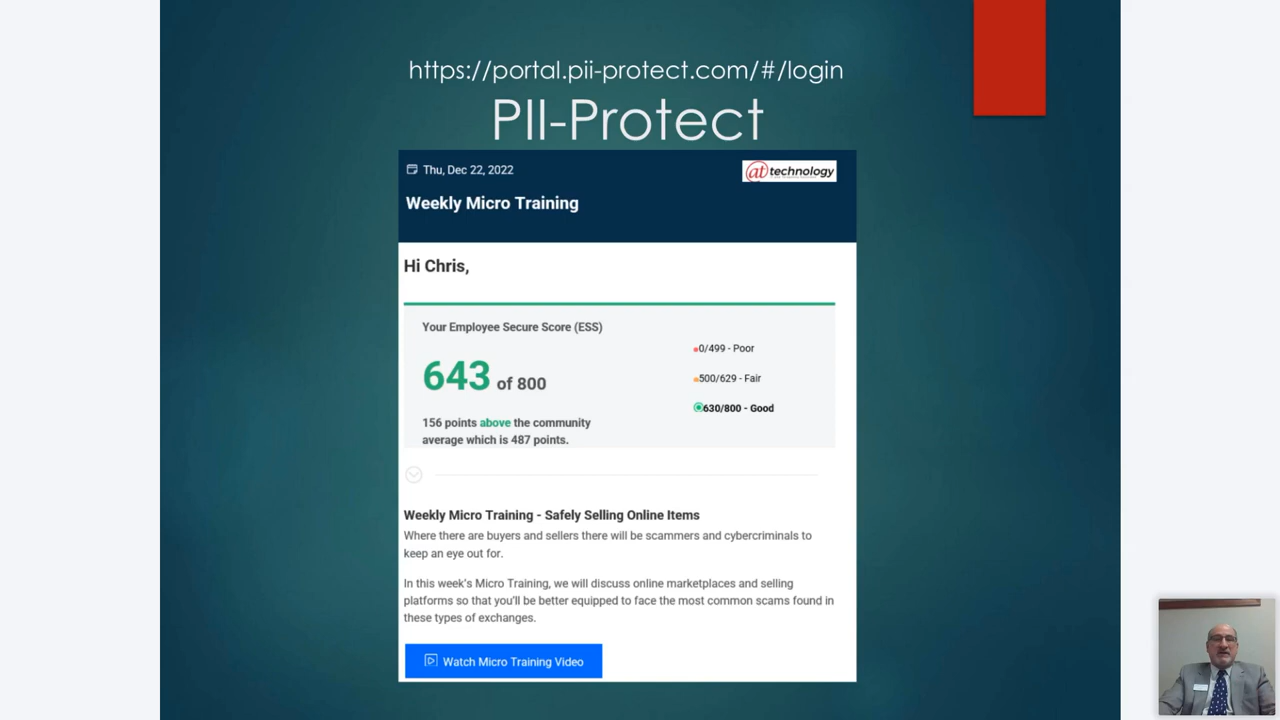 https://portal.pii-protect.com/#/login
PII-Protect
Thu, Dec 22, 2022
at technology
Weekly Micro Training
Hi Chris,
Your Employee Secure Score (ESS)
0/499 - Poor
643 of 800
500/629 - Fair
630/800 - Good
156 points above the community
average which is 487 points.
Weekly Micro Training - Safely Selling Online Items
Where there are buyers and sellers there will be scammers and cybercriminals to
keep an eye out for.
In this week's Micro Training, we will discuss online marketplaces and selling
platforms so that you'll be better equipped to face the most common scams found in
these types of exchanges.
Watch Micro Training Video